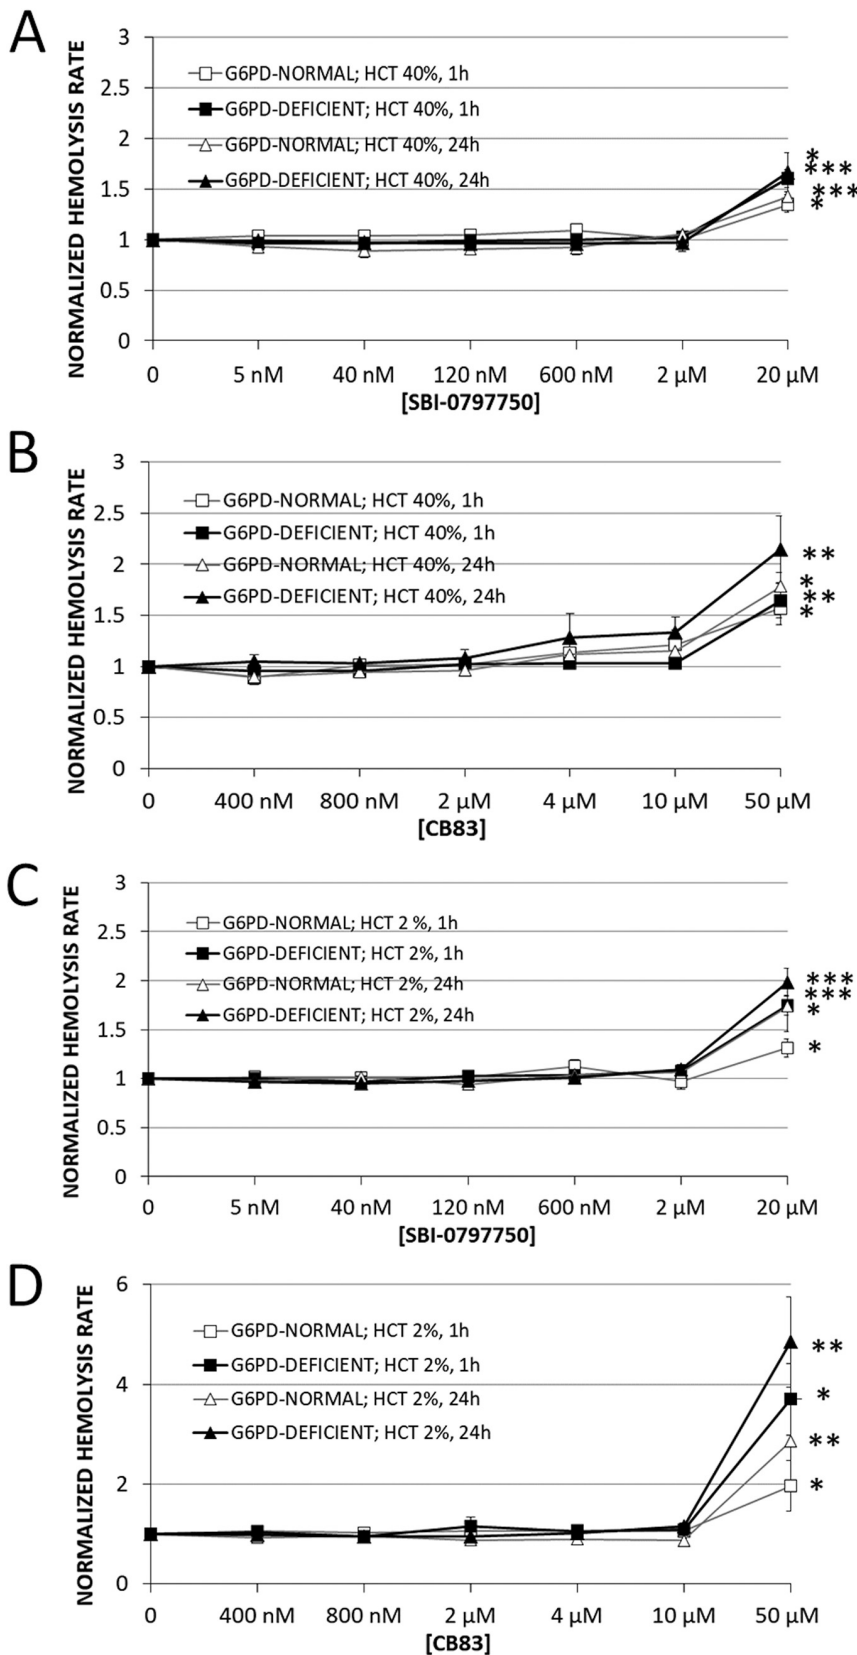 A
NORMALIZED HEMOLYSIS RATE
3
2.5
2
1.5
1
0.5
0
G6PD-NORMAL; HCT 40%, 1h
G6PD-DEFICIENT; HCT 40%, 1h
G6PD-NORMAL; HCT 40%, 24h
G6PD-DEFICIENT; HCT 40%, 24h
*
***
***
*
0 5 nM 40 nM 120 nM 600 nM 2 µM 20 µM
[SBI-0797750]
B
NORMALIZED HEMOLYSIS RATE
3
2.5
2
1.5
1
0.5
0
G6PD-NORMAL; HCT 40%, 1h
G6PD-DEFICIENT; HCT 40%, 1h
G6PD-NORMAL; HCT 40%, 24h
G6PD-DEFICIENT; HCT 40%, 24h
**
*
**
*
0 400 nM 800 nM 2 µM 4 µM 10 µM 50 µM
[CB83]
C
NORMALIZED HEMOLYSIS RATE
3
2.5
2
1.5
1
0.5
0
G6PD-NORMAL; HCT 2 %, 1h
G6PD-DEFICIENT; HCT 2%, 1h
G6PD-NORMAL; HCT 2%, 24h
G6PD-DEFICIENT; HCT 2%, 24h
***
***
*
*
0 5 nM 40 nM 120 nM 600 nM 2 µM 20 µM
[SBI-0797750]
D
NORMALIZED HEMOLYSIS RATE
6
4
2
0
G6PD-NORMAL; HCT 2%, 1h
G6PD-DEFICIENT; HCT 2%, 1h
G6PD-NORMAL; HCT 2%, 24h
G6PD-DEFICIENT; HCT 2%, 24h
**
*
**
*
0 400 nM 800 nM 2 µM 4 µM 10 µM 50 µM
[CB83]